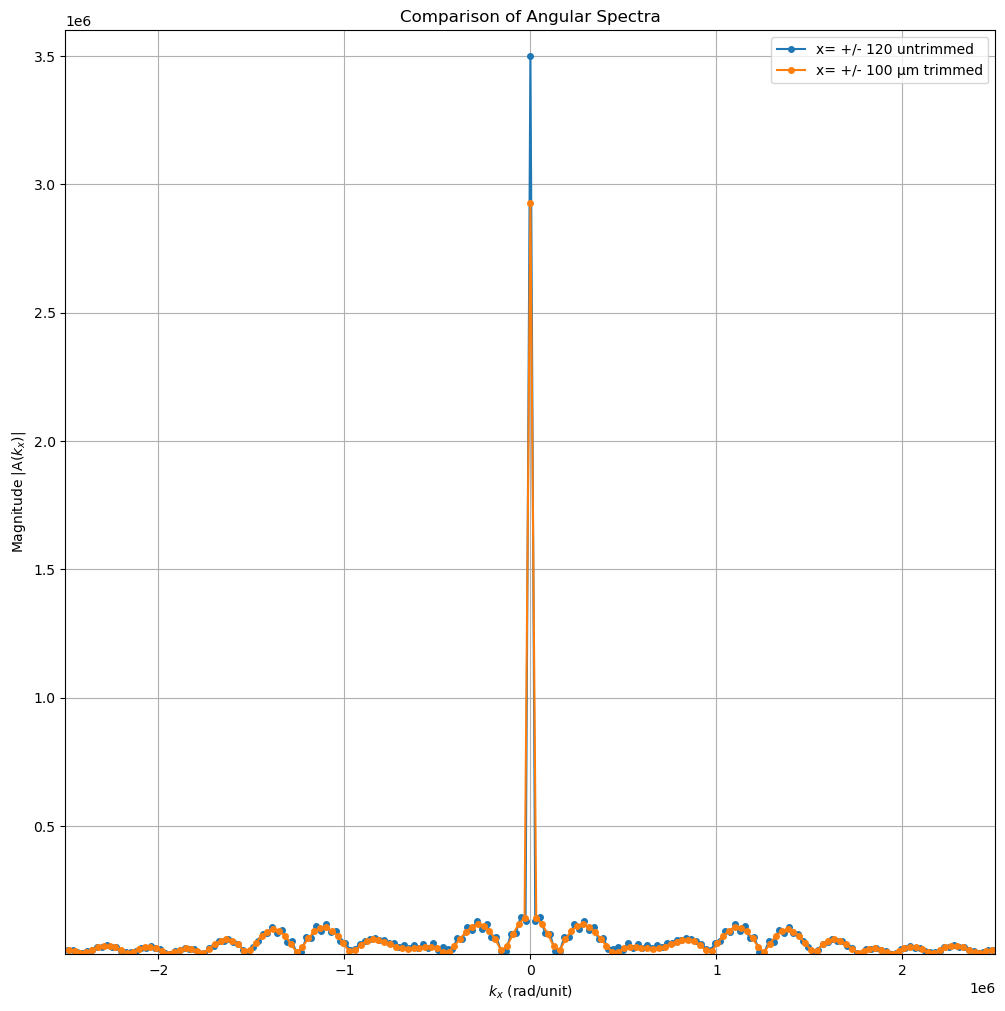 Comparison of Angular Spectra
1e6
x= +/- 120 untrimmed
x= +/- 100 μm trimmed
3.5
3.0
2.5
2.0
1.5
1.0
0.5
Magnitude |A(kₓ)|
−2
−1
0
1
2
1e6
kₓ (rad/unit)